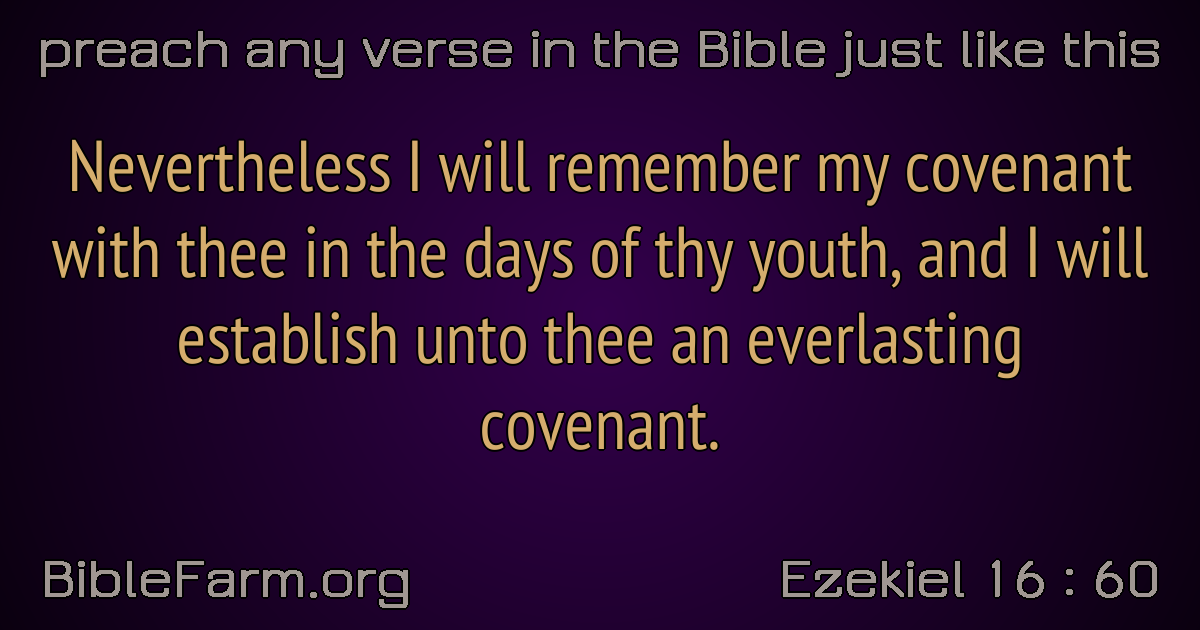 preach any verse in the Bible just like this
Nevertheless I will remember my covenant
with thee in the days of thy youth, and I will
establish unto thee an everlasting
covenant.
BibleFarm.org
Ezekiel 16 : 60